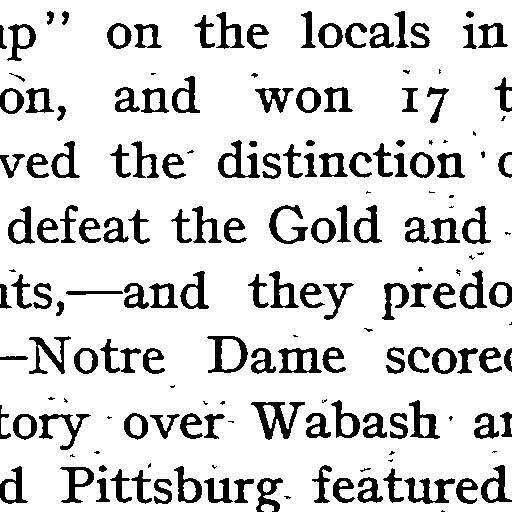 up" on the locals in
on, and won 17 t
ved the distinction o
defeat the Gold and
nts,—and they predo
—Notre Dame scored
tory over Wabash an
d Pittsburg featured